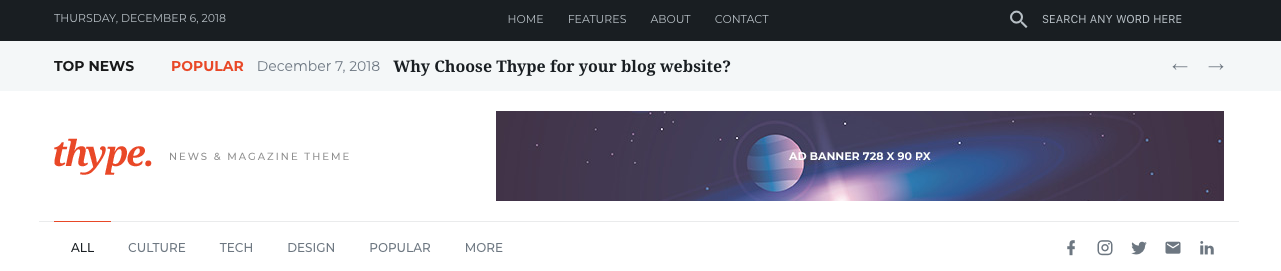 THURSDAY, DECEMBER 6, 2018 HOME FEATURES ABOUT CONTACT SEARCH ANY WORD HERE
TOP NEWS POPULAR December 7, 2018 Why Choose Thype for your blog website?
thype. NEWS & MAGAZINE THEME AD BANNER 728 X 90 PX
ALL CULTURE TECH DESIGN POPULAR MORE